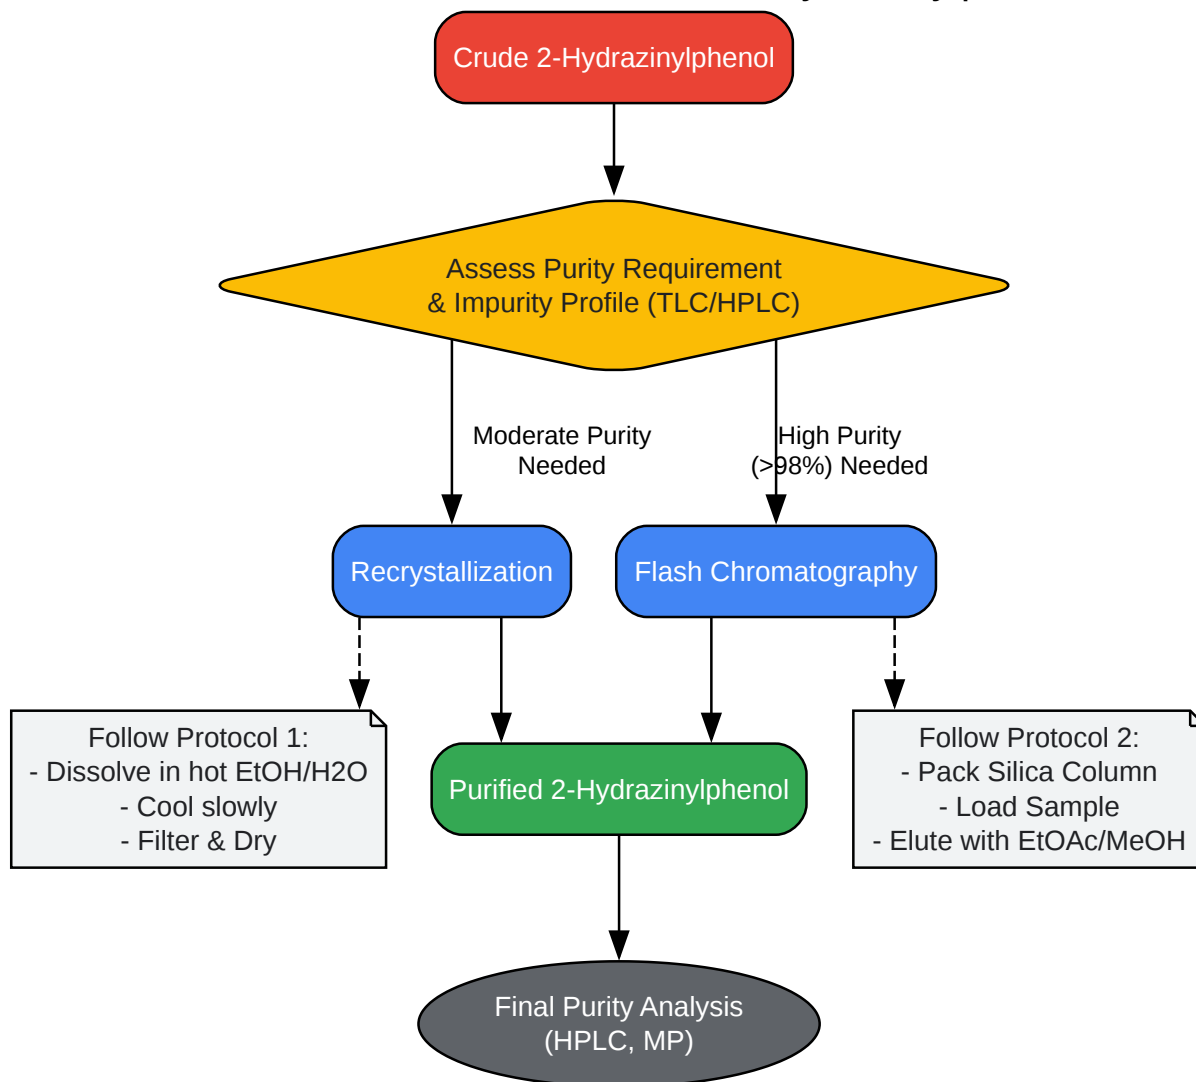 Crude 2-Hydrazinylphenol
Assess Purity Requirement
& Impurity Profile (TLC/HPLC)
Moderate Purity
Needed
High Purity
(>98%) Needed
Recrystallization
Flash Chromatography
Follow Protocol 1:
- Dissolve in hot EtOH/H2O
- Cool slowly
- Filter & Dry
Purified 2-Hydrazinylphenol
Follow Protocol 2:
- Pack Silica Column
- Load Sample
- Elute with EtOAc/MeOH
Final Purity Analysis
(HPLC, MP)